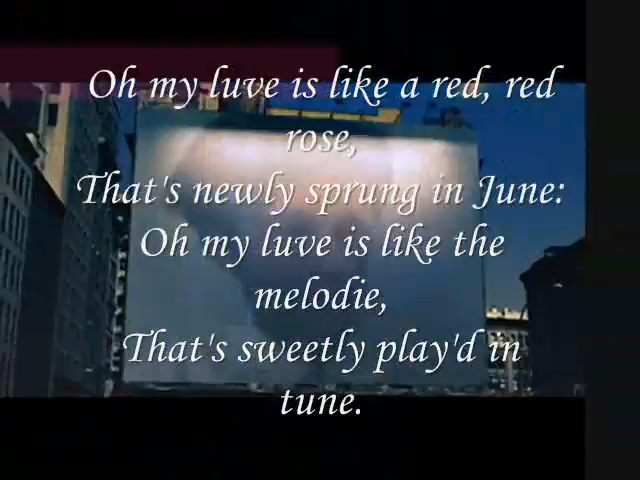 Oh my luve is like a red, red
rose,
That's newly sprung in June:
Oh my luve is like the
melodie,
That's sweetly play'd in
tune.